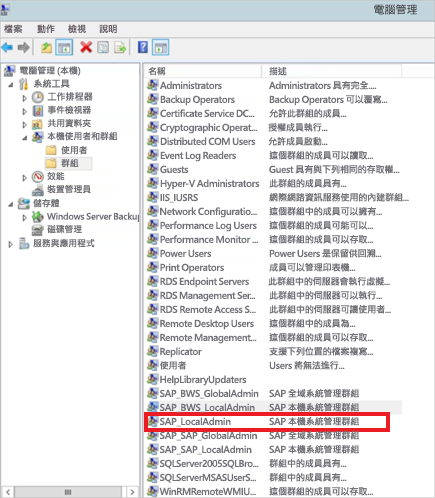 電腦管理
檔案 動作 檢視 說明
電腦管理 (本機)
系統工具
工作排程器
事件檢視器
共用資料夾
本機使用者和群組
使用者
群組
效能
裝置管理員
儲存體
Windows Server Backup
磁碟管理
服務與應用程式
名稱 描述
Administrators Administrators 具有完全....
Backup Operators Backup Operators 可以覆寫...
Certificate Service DC... 允許此群組的成員...
Cryptographic Operat... 授權成員執行...
Distributed COM Users 允許成員啟動...
Event Log Readers 這個群組的成員可以讀取...
Guests Guest 具有與下列相同的存取權...
Hyper-V Administrators 此群組的成員具有...
IIS_IUSRS 網際網路資訊服務使用的內建群組...
Network Configuratio... 這個群組中的成員擁有...
Performance Log Users 這個群組的成員可以...
Performance Monitor ... 這個群組的成員可以存取...
Power Users Power Users 是保留供回溯...
Print Operators 成員可以管理印表機...
RDS Endpoint Servers 此群組中的伺服器會執行虛擬...
RDS Management Ser... 此群組中的伺服器可以執行...
RDS Remote Access S... 此群組中的伺服器可讓使用者...
Remote Desktop Users 這個群組中的成員為...
Remote Management... 這個群組中的成員可以存取...
Replicator 支援下列位置的檔案複寫...
使用者 Users 將無法進行...
HelpLibraryUpdaters
SAP_BWS_GlobalAdmin SAP 全域系統管理群組
SAP_BWS_LocalAdmin SAP 本機系統管理群組
SAP_LocalAdmin SAP 本機系統管理群組
SAP_SAP_GlobalAdmin SAP 全域系統管理群組
SAP_SAP_LocalAdmin SAP 本機系統管理群組
SQLServer2005SQLBro... 群組中的成員具有...
SQLServerMSASUserS... 群組中的成員具有...
WinRMRemoteWMIU... 這個群組的成員可以存取...